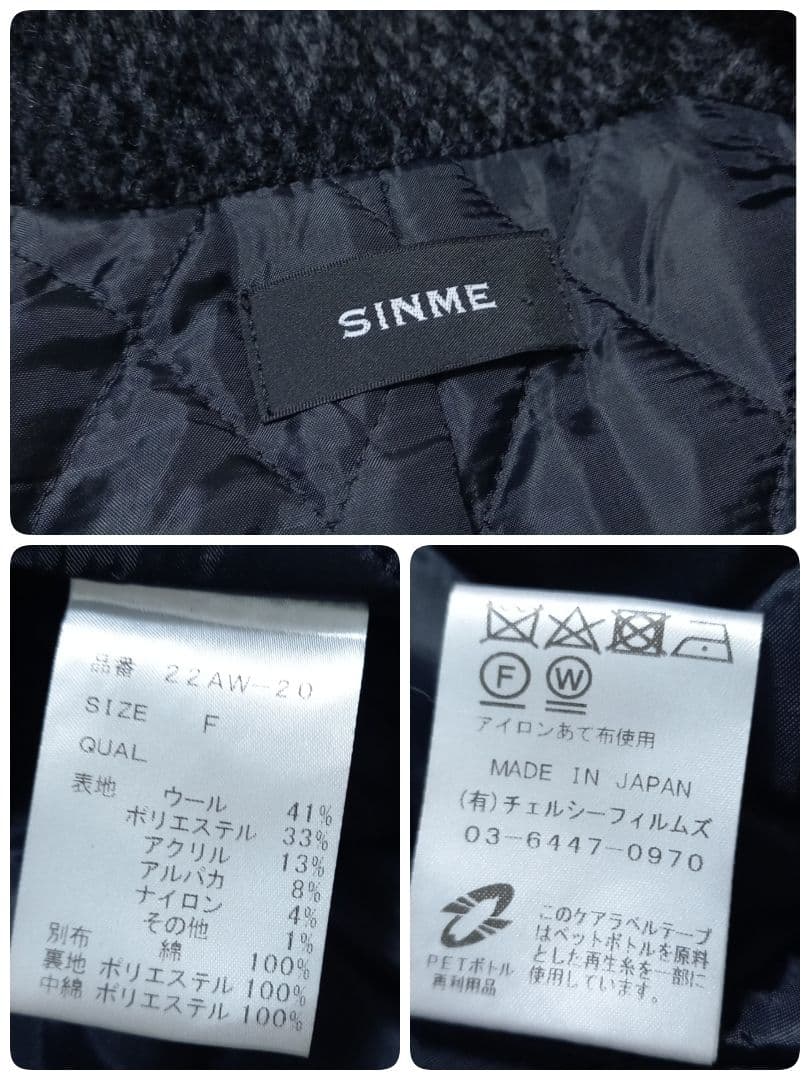 SINME
品番 22AW-20
SIZE F
QUAL
表地 ウール 41%
ポリエステル 33%
アクリル 13%
アルパカ 8%
ナイロン 4%
その他 1%
別布 綿 100%
裏地 ポリエステル 100%
中綿 ポリエステル 100%
F W
アイロンあて布使用
MADE IN JAPAN
(有)チェルシーフィルムズ
03-6447-0970
PETボトル
再利用品
このケアラベルテープ
はペットボトルを原料
とした再生糸を一部に
使用しています。